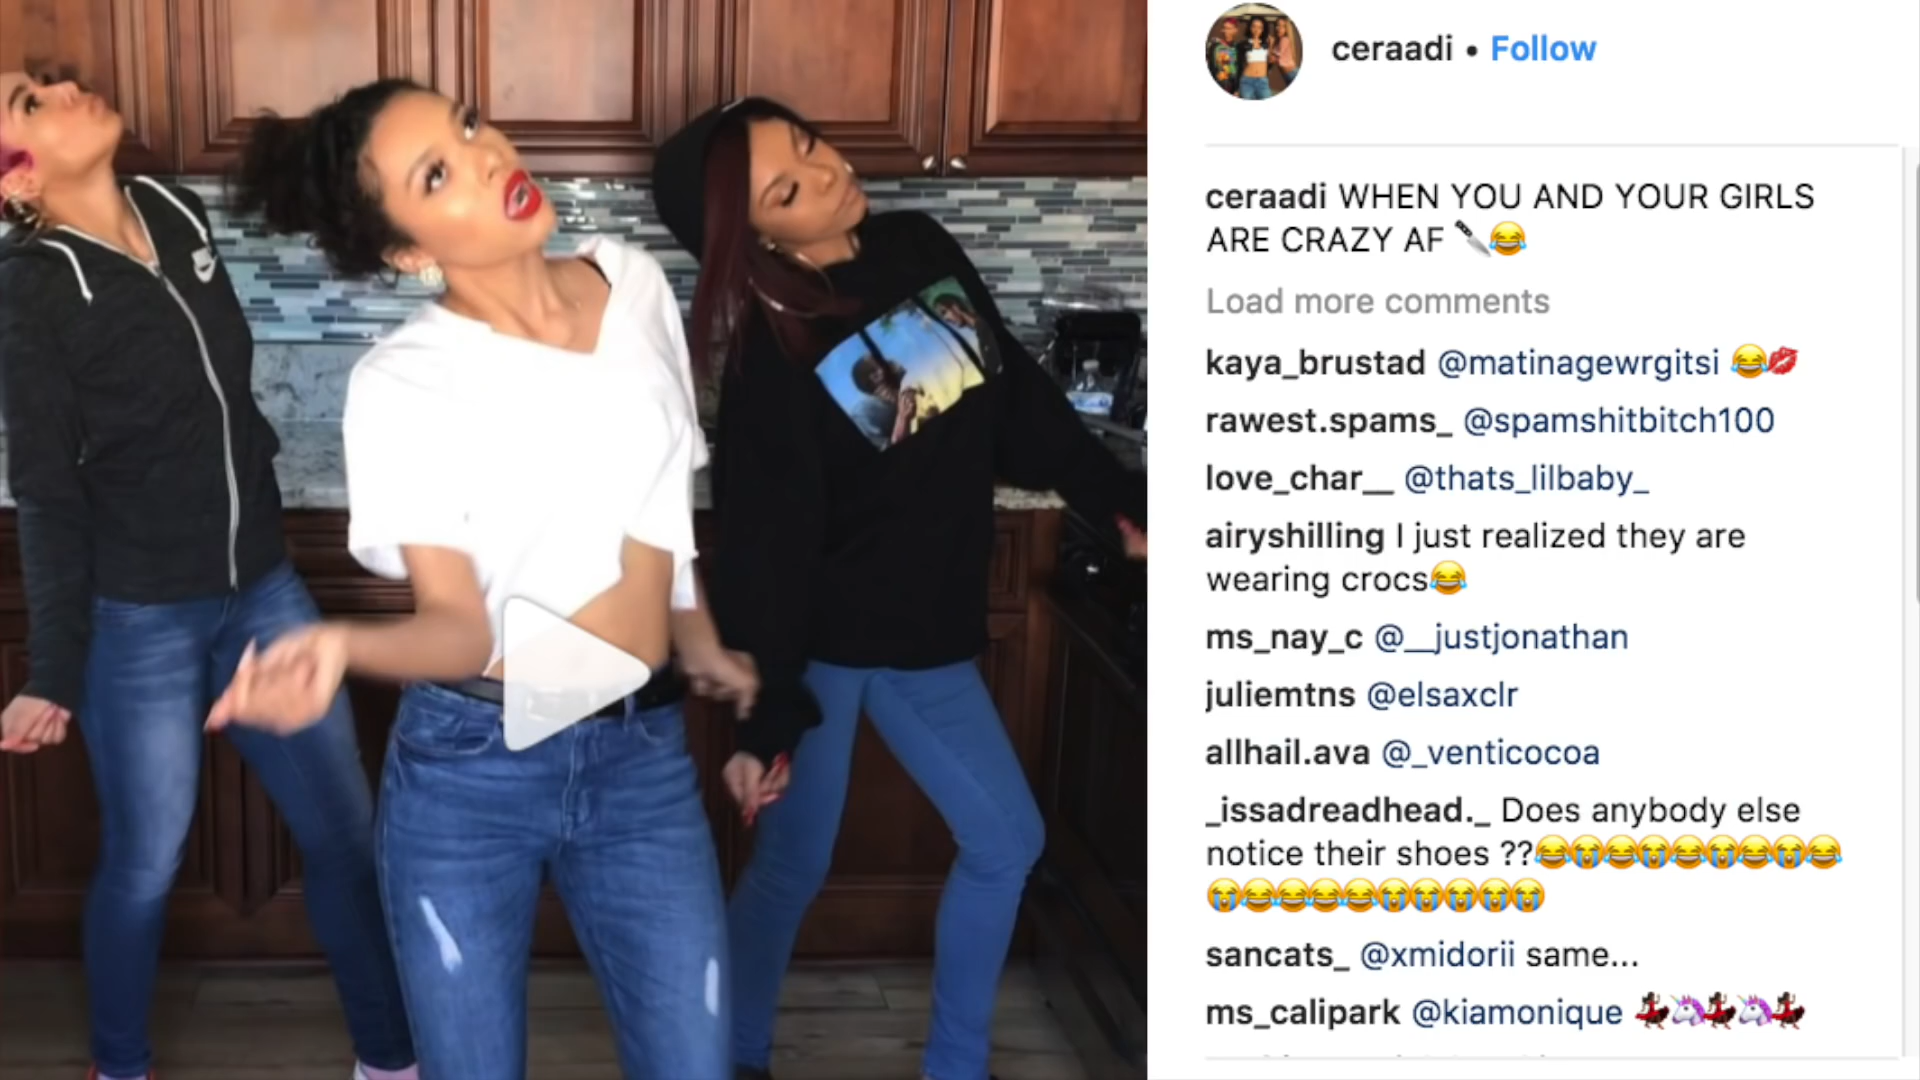 ceraadi • Follow
ceraadi WHEN YOU AND YOUR GIRLS
ARE CRAZY AF 🔪😂
Load more comments
kaya_brustad @matinagewrgitsi 😂💋
rawest.spams_ @spamshitbitch100
love_char__ @thats_lilbaby_
airyshilling I just realized they are
wearing crocs😂
ms_nay_c @__justjonathan
juliemtns @elsaxclr
allhail.ava @_venticocoa
_issadreadhead._ Does anybody else
notice their shoes ??😂😭😂😭😂😭😂😭😂
😭😂😂😂😂😭😭😭😭😭
sancats_ @xmidorii same...
ms_calipark @kiamonique 💃🏿🦄💃🏿🦄💃🏿